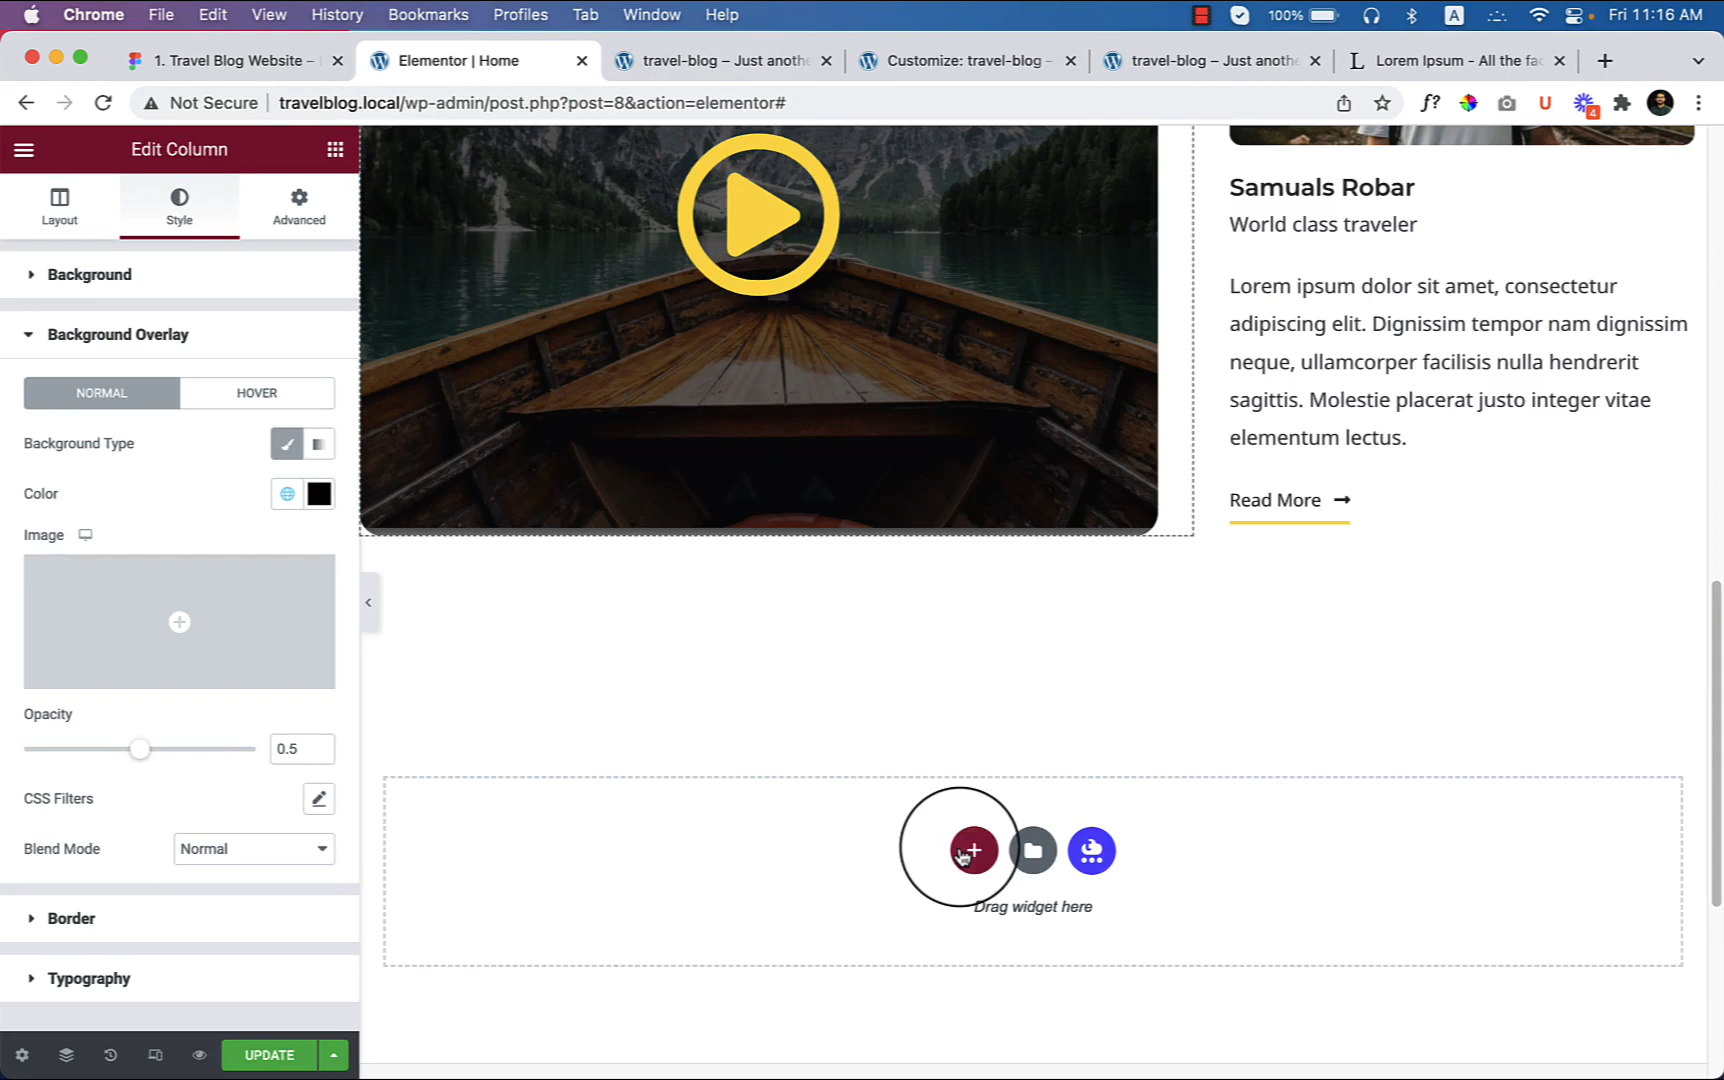 Chrome File Edit View History Bookmarks Profiles Tab Window Help 100% A Fri 11:16 AM
1. Travel Blog Website – Elementor | Home travel-blog – Just anothe Customize: travel-blog – travel-blog – Just anothe Lorem Ipsum - All the fac
Not Secure travelblog.local/wp-admin/post.php?post=8&action=elementor# f? U 4
Edit Column
Layout Style Advanced
Background
Background Overlay
NORMAL HOVER
Background Type
Color
Image
Opacity
0.5
CSS Filters
Blend Mode Normal
Border
Typography
UPDATE
Samuals Robar
World class traveler
Lorem ipsum dolor sit amet, consectetur
adipiscing elit. Dignissim tempor nam dignissim
neque, ullamcorper facilisis nulla hendrerit
sagittis. Molestie placerat justo integer vitae
elementum lectus.
Read More
Drag widget here